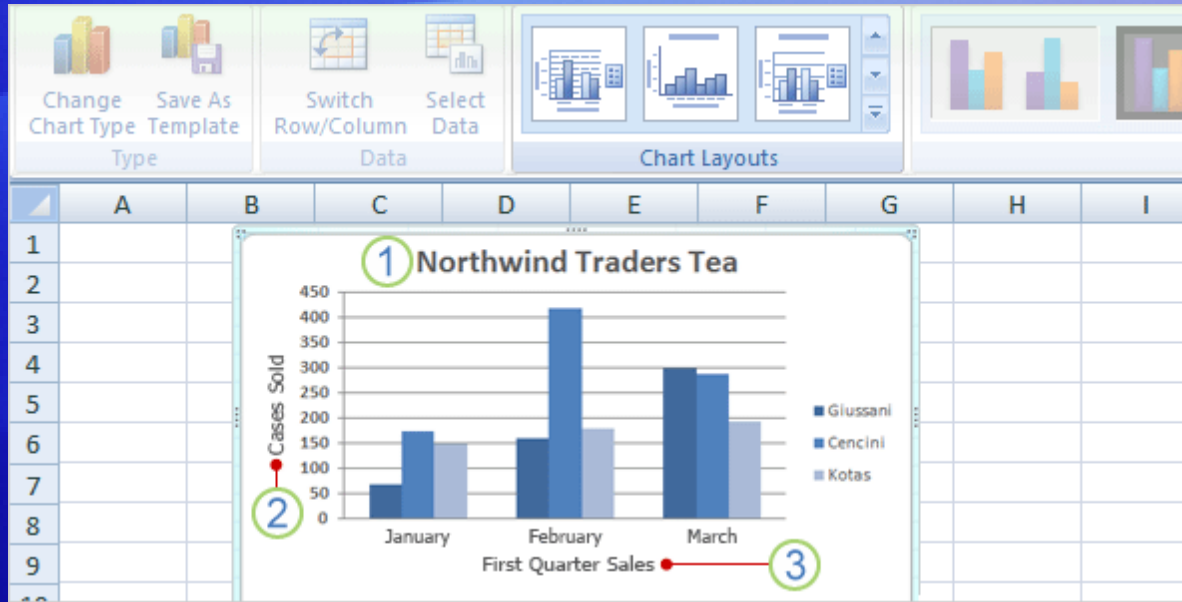 Change Chart Type
Save As Template
Switch Row/Column
Select Data
Type
Data
Chart Layouts
A B C D E F G H I
1
2
3
4
5
6
7
8
9
1 Northwind Traders Tea
450
400
350
300
250
200
150
100
50
0
Cases Sold
2
January February March
First Quarter Sales
3
Giussani
Cencini
Kotas